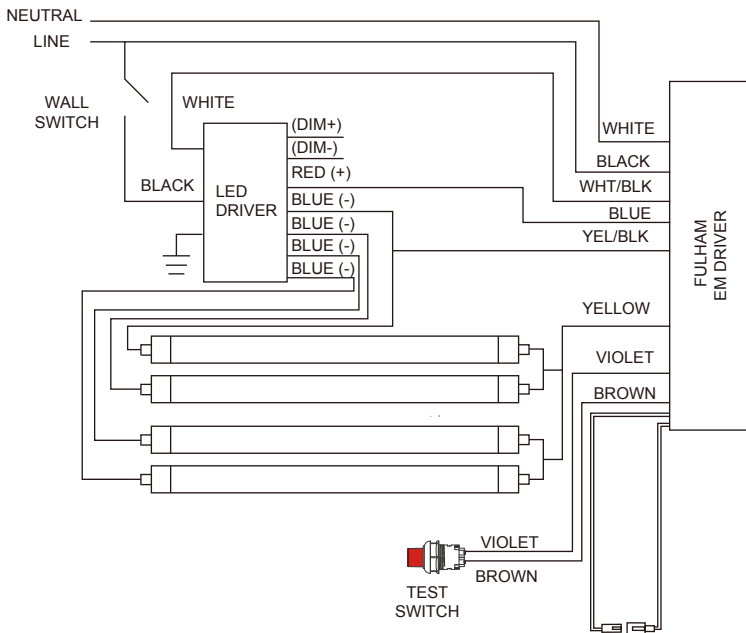 NEUTRAL
LINE
WALL
SWITCH
WHITE
BLACK
LED
DRIVER
(DIM+)
(DIM-)
RED (+)
BLUE (-)
BLUE (-)
BLUE (-)
BLUE (-)
WHITE
BLACK
WHT/BLK
BLUE
YEL/BLK
YELLOW
VIOLET
BROWN
FULHAM
EM DRIVER
VIOLET
BROWN
TEST
SWITCH